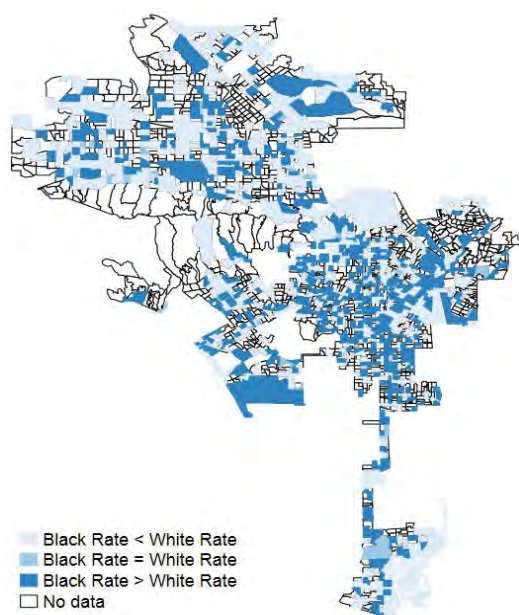 Black Rate < White Rate
Black Rate = White Rate
Black Rate > White Rate
No data